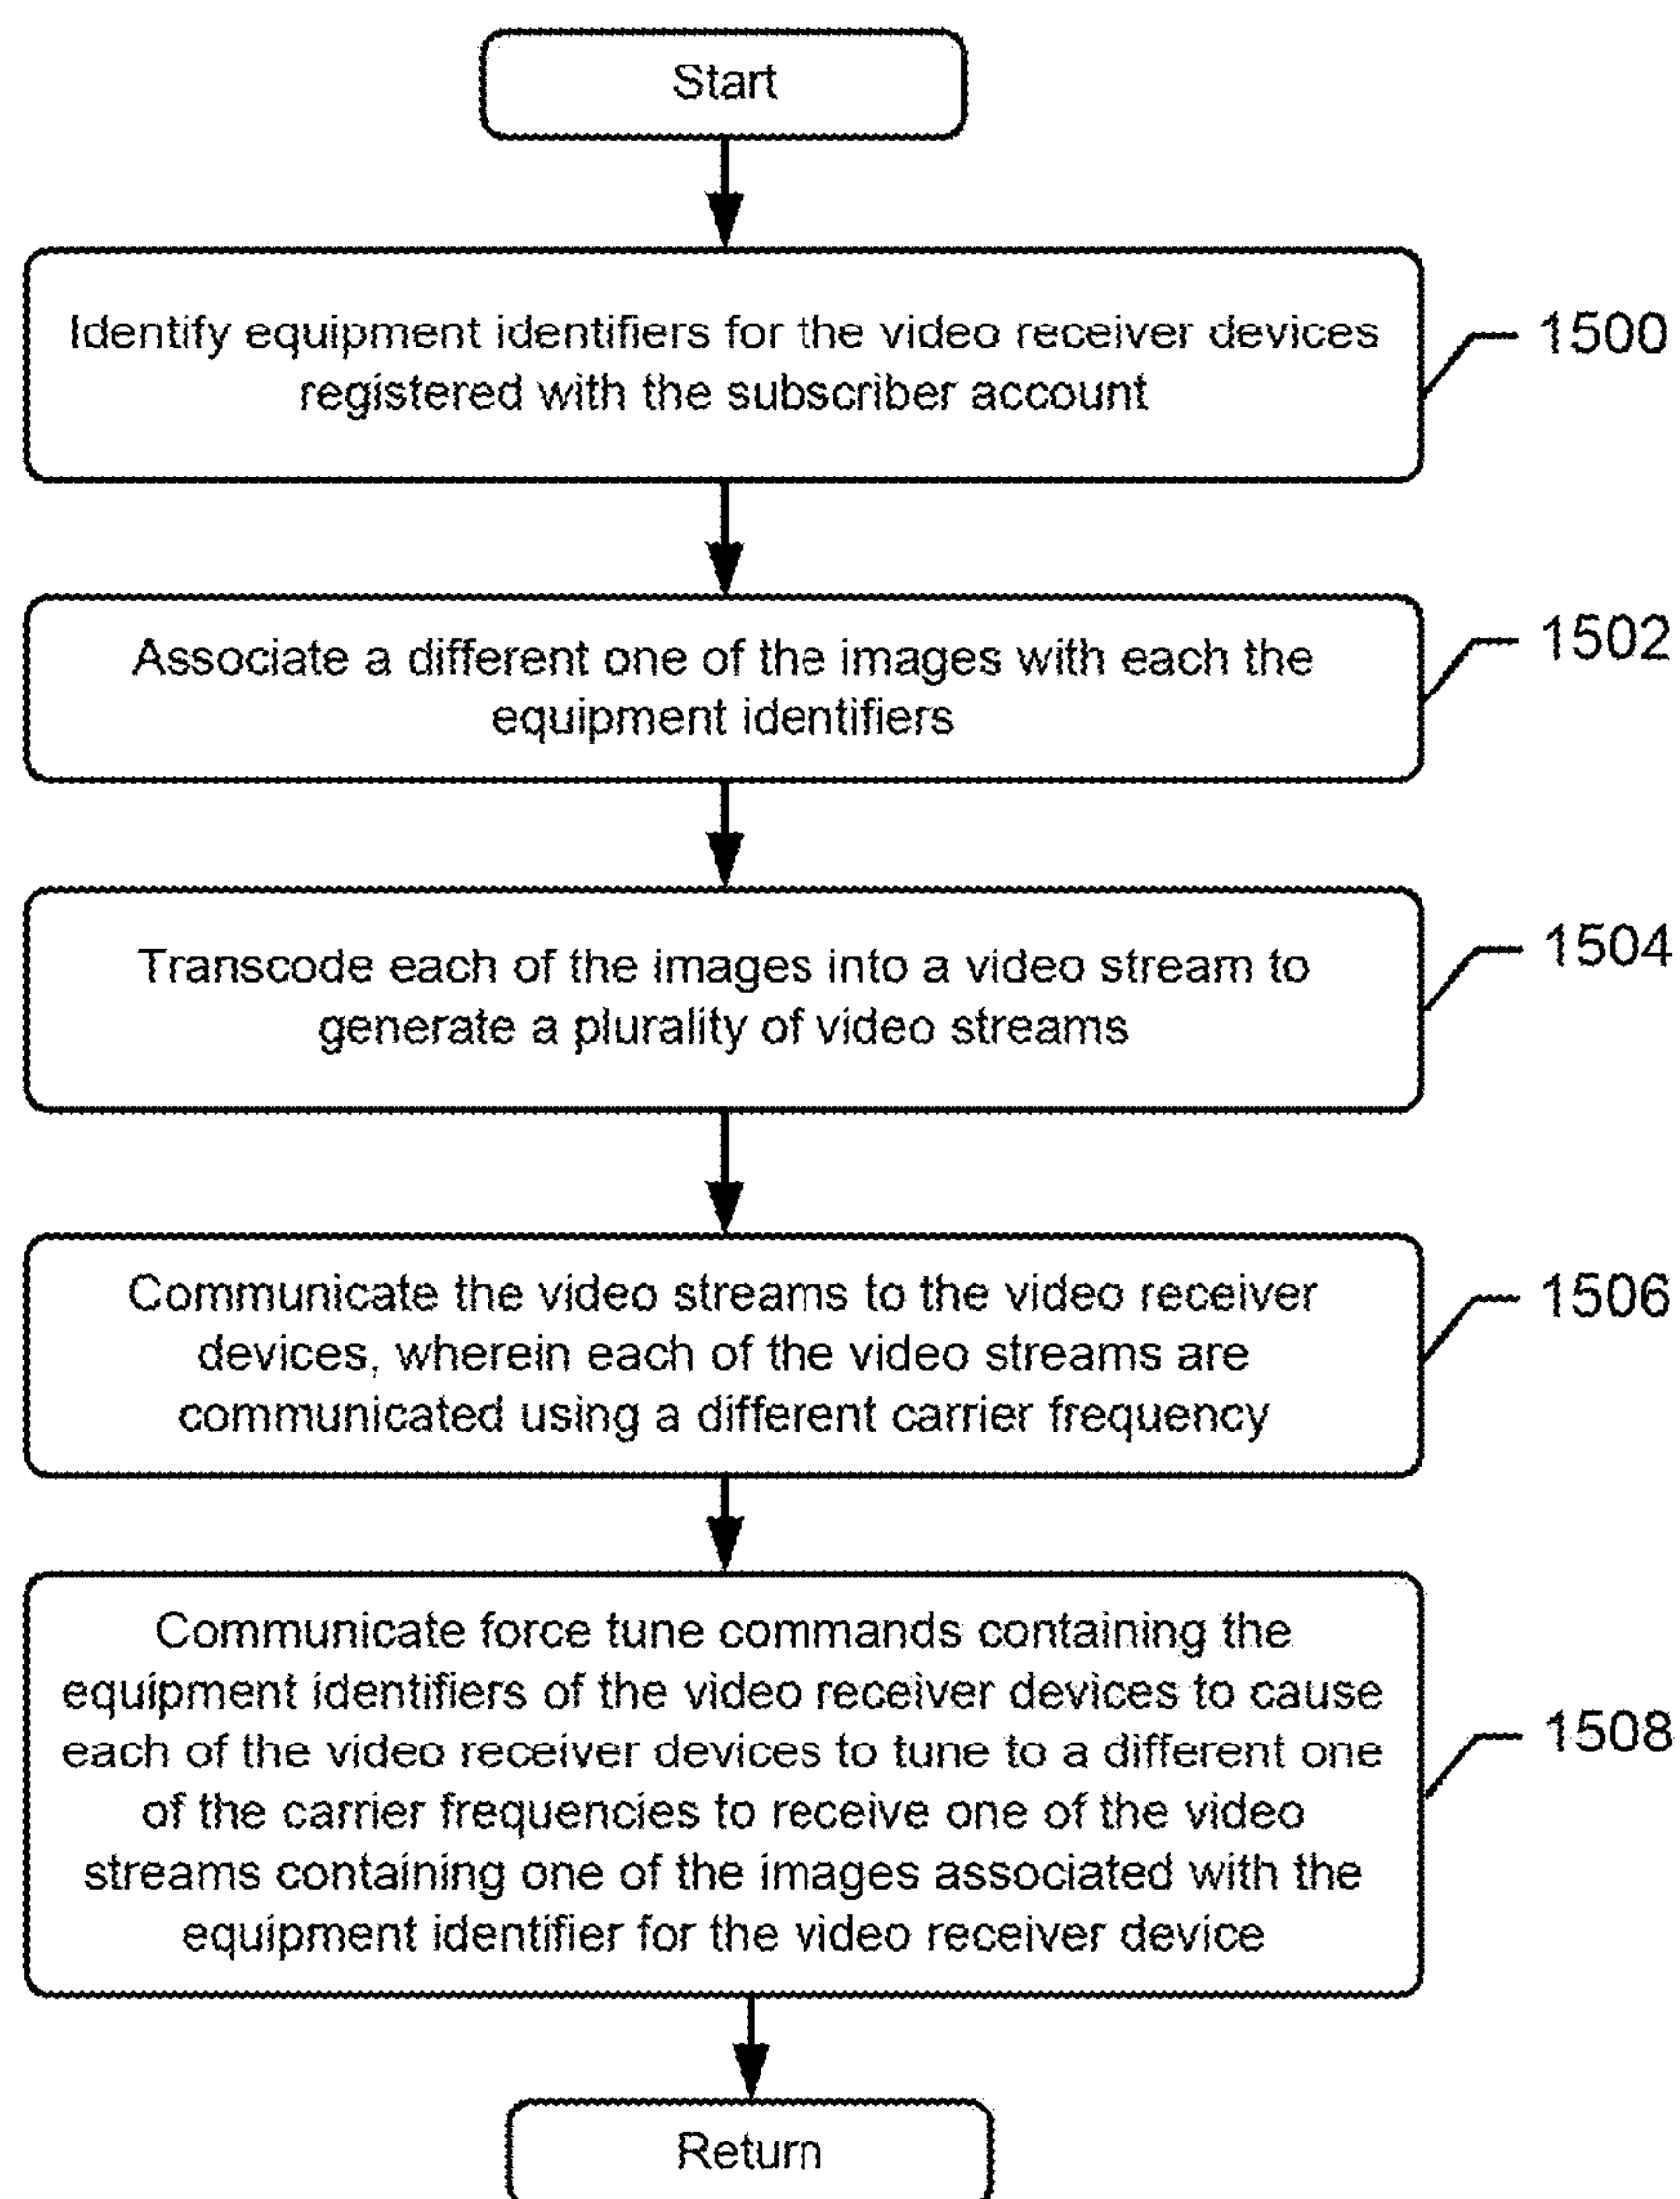 Start
Identify equipment identifiers for the video receiver devices
registered with the subscriber account
1500
Associate a different one of the images with each the
equipment identifiers
1502
Transcode each of the images into a video stream to
generate a plurality of video streams
1504
Communicate the video streams to the video receiver
devices, wherein each of the video streams are
communicated using a different carrier frequency
1506
Communicate force tune commands containing the
equipment identifiers of the video receiver devices to cause
each of the video receiver devices to tune to a different one
of the carrier frequencies to receive one of the video
streams containing one of the images associated with the
equipment identifier for the video receiver device
1508
Return